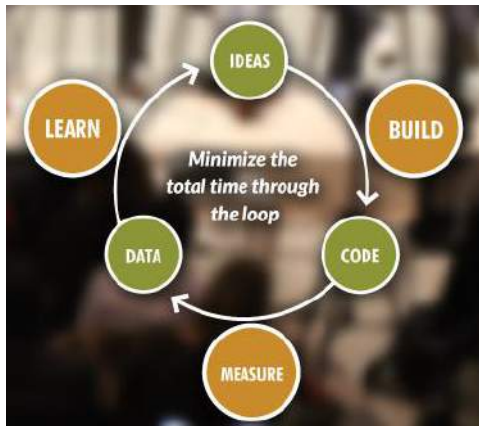 IDEAS
LEARN
BUILD
Minimize the
total time through
the loop
DATA
CODE
MEASURE